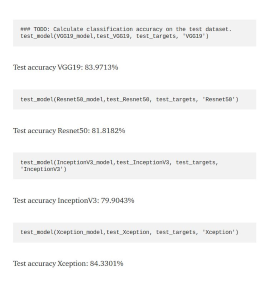 ### TODO: Calculate classification accuracy on the test dataset.
test_model(VGG19_model,test_VGG19, test_targets, 'VGG19')
Test accuracy VGG19: 83.9713%
test_model(Resnet50_model,test_Resnet50, test_targets, 'Resnet50')
Test accuracy Resnet50: 81.8182%
test_model(InceptionV3_model,test_InceptionV3, test_targets,
'InceptionV3')
Test accuracy InceptionV3: 79.9043%
test_model(Xception_model,test_Xception, test_targets, 'Xception')
Test accuracy Xception: 84.3301%